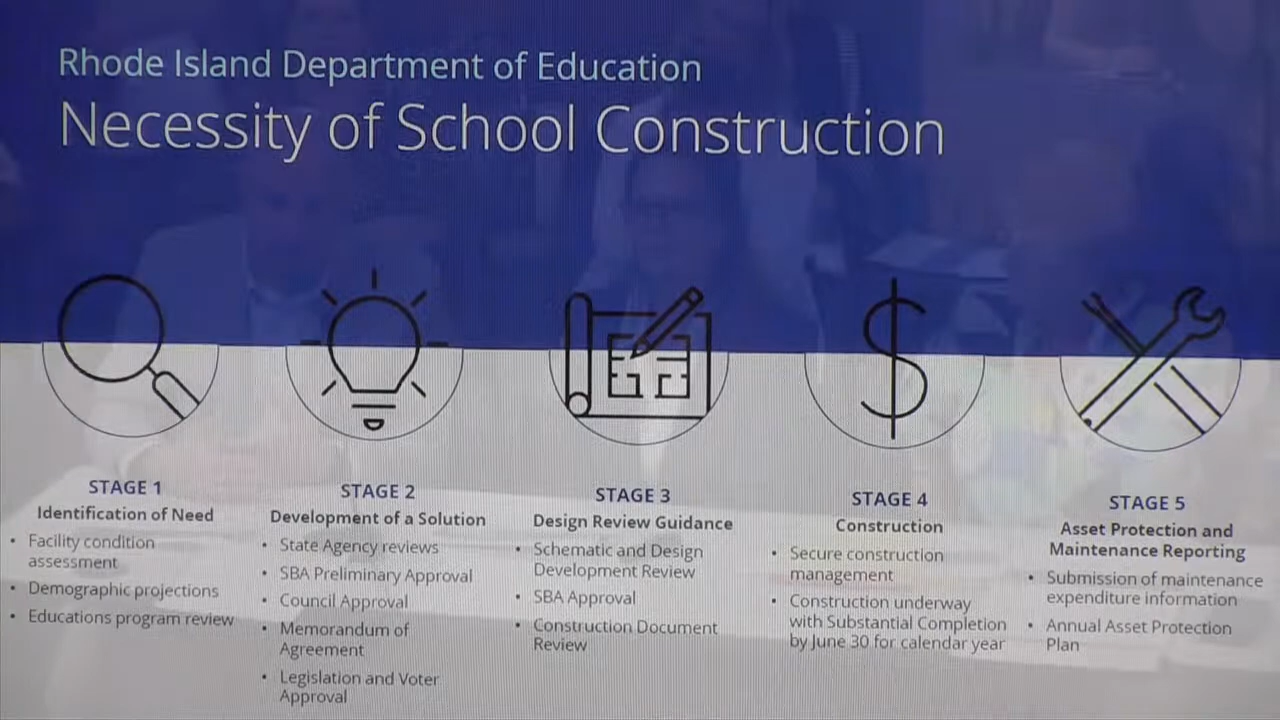 Rhode Island Department of Education
Necessity of School Construction
STAGE 1
Identification of Need
• Facility condition
assessment
• Demographic projections
• Educations program review
STAGE 2
Development of a Solution
• State Agency reviews
• SBA Preliminary Approval
• Council Approval
• Memorandum of
Agreement
• Legislation and Voter
Approval
STAGE 3
Design Review Guidance
• Schematic and Design
Development Review
• SBA Approval
• Construction Document
Review
STAGE 4
Construction
• Secure construction
management
• Construction underway
with Substantial Completion
by June 30 for calendar year
STAGE 5
Asset Protection and
Maintenance Reporting
• Submission of maintenance
expenditure information
• Annual Asset Protection
Plan